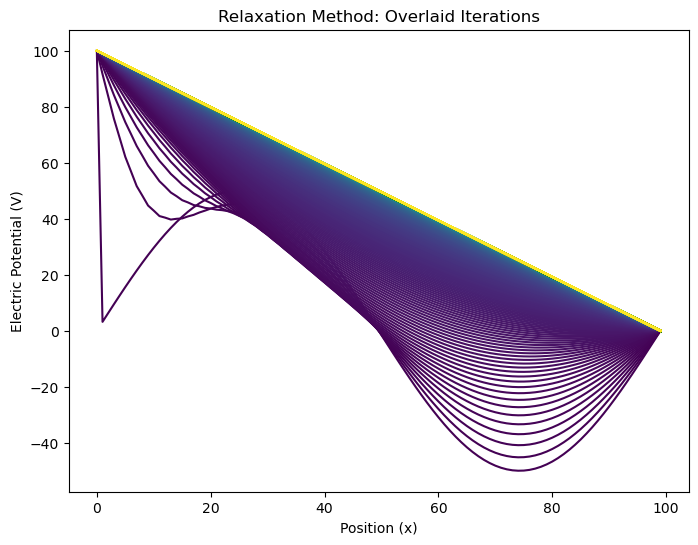 Relaxation Method: Overlaid Iterations
Electric Potential (V)
100
80
60
40
20
0
−20
−40
0 20 40 60 80 100
Position (x)